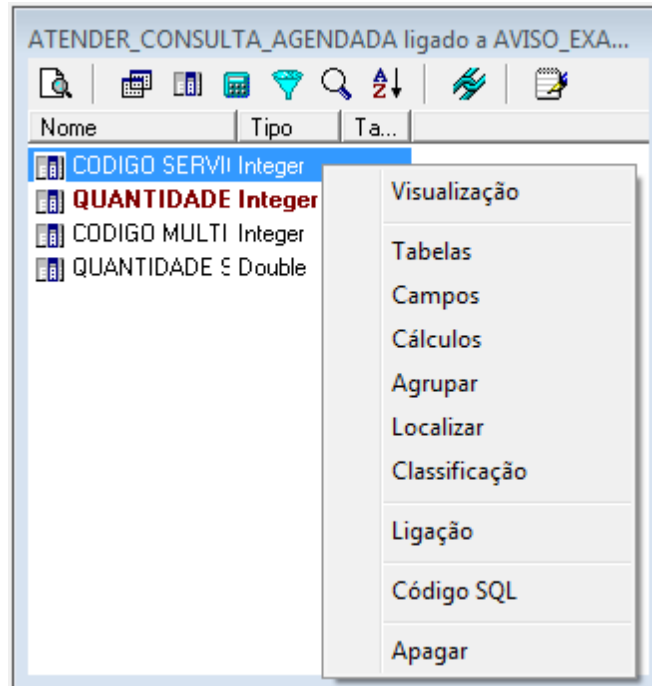 ATENDER_CONSULTA_AGENDADA ligado a AVISO_EXA...
Nome Tipo Ta...
CODIGO SERVI Integer
QUANTIDADE Integer
CODIGO MULTI Integer
QUANTIDADE S Double
Visualização
Tabelas
Campos
Cálculos
Agrupar
Localizar
Classificação
Ligação
Código SQL
Apagar